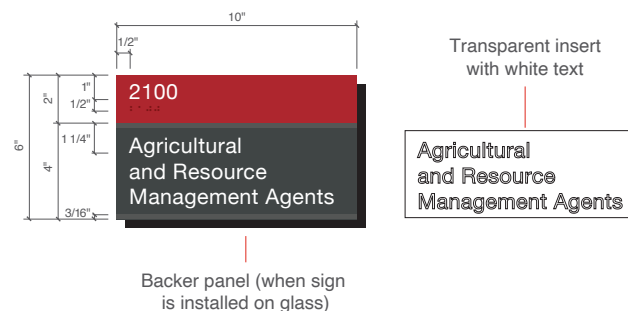 10"
1/2"
6"
2"
4"
1"
1/2"
1 1/4"
3/16"
2100
Agricultural
and Resource
Management Agents
Backer panel (when sign
is installed on glass)
Transparent insert
with white text
Agricultural
and Resource
Management Agents